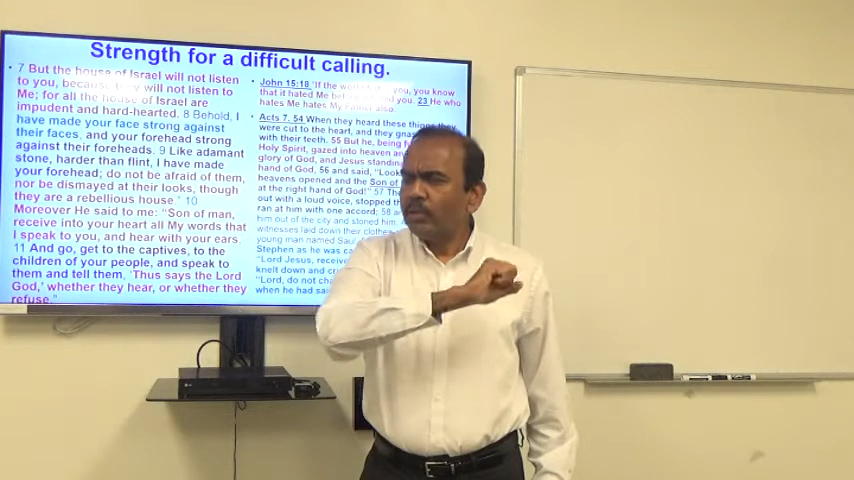 Strength for a difficult calling.
• 7 But the house of Israel will not listen
to you, because they will not listen to
Me; for all the house of Israel are
impudent and hard-hearted. 8 Behold, I
have made your face strong against
their faces, and your forehead strong
against their foreheads. 9 Like adamant
stone, harder than flint, I have made
your forehead; do not be afraid of them,
nor be dismayed at their looks, though
they are a rebellious house." 10
Moreover He said to me: "Son of man,
receive into your heart all My words that
I speak to you, and hear with your ears.
11 And go, get to the captives, to the
children of your people, and speak to
them and tell them, 'Thus says the Lord
God,' whether they hear, or whether they
refuse."
• John 15:18 "If the world you, you know
that it hated Me you. 23 He who
hates Me hates My Father also.
• Acts 7. 54 When they heard these things
were cut to the heart, and they
with their teeth. 55 But he, being
Holy Spirit, gazed into heaven and
glory of God, and Jesus standing
hand of God, 56 and said, "Look
heavens opened and the Son of
at the right hand of God!" 57
out with a loud voice, stopped
ran at him with one accord; 58
him out of the city and stoned him.
witnesses laid down their
young man named
Stephen as he was
"Lord Jesus, receive
knelt down and
"Lord, do not
when he had